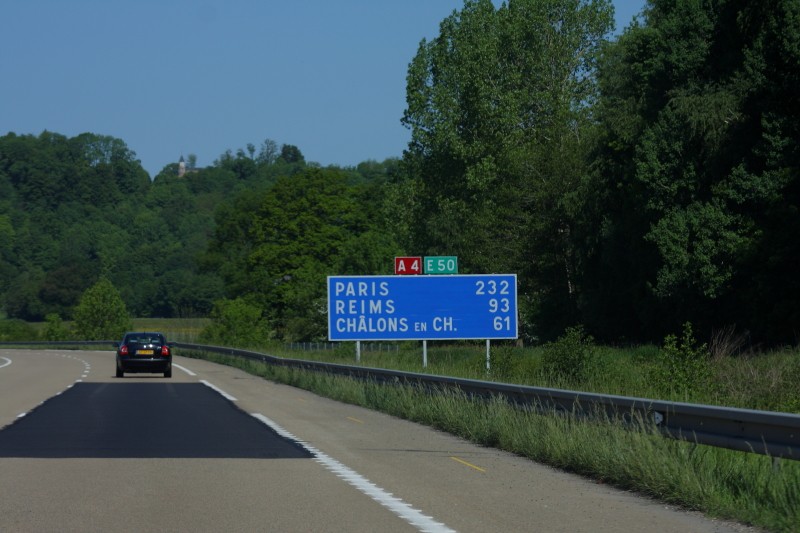 A 4 E 50
PARIS 232
REIMS 93
CHÂLONS EN CH. 61